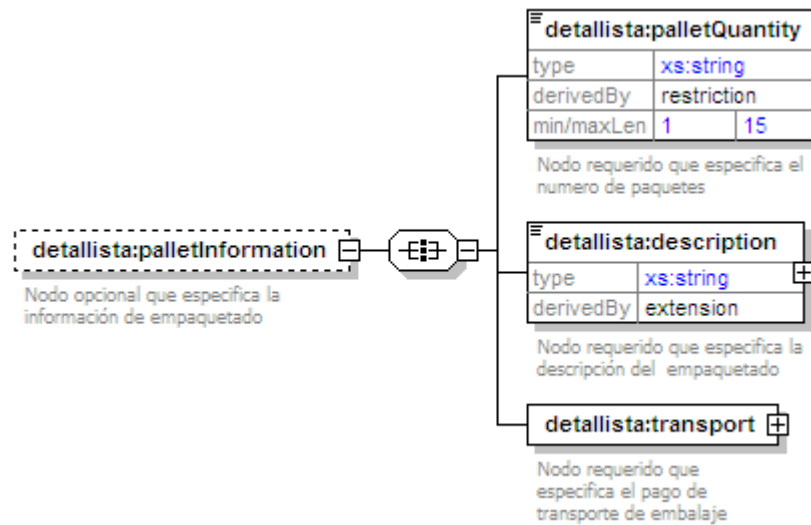 detallista:palletQuantity
type xs:string
derivedBy restriction
min/maxLen 1 15
Nodo requerido que especifica el
numero de paquetes
detallista:palletInformation
Nodo opcional que especifica la
información de empaquetado
detallista:description
type xs:string
derivedBy extension
Nodo requerido que especifica la
descripción del empaquetado
detallista:transport
Nodo requerido que
especifica el pago de
transporte de embalaje